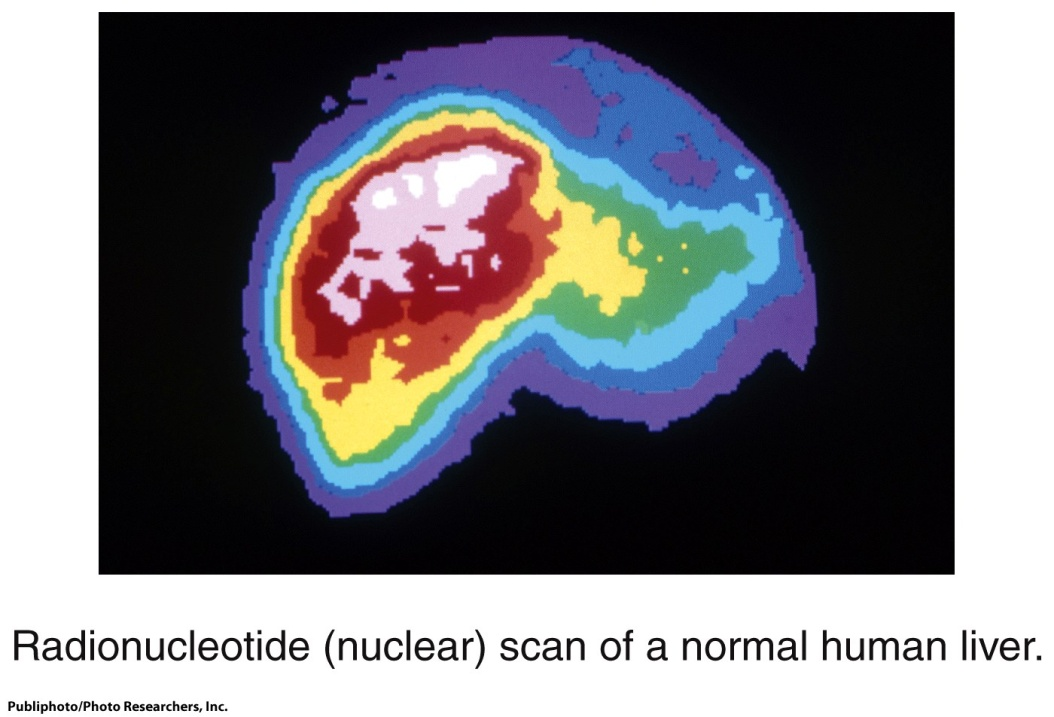 Radionucleotide (nuclear) scan of a normal human liver.
Publiphoto/Photo Researchers, Inc.